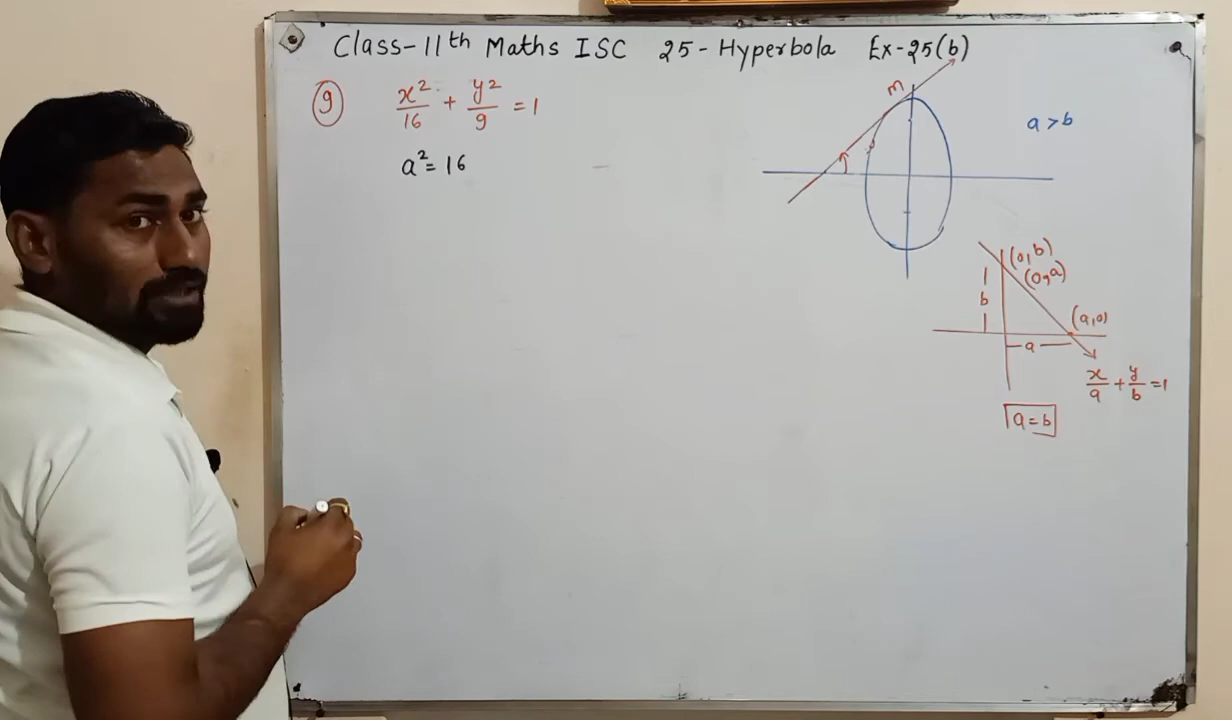 Class-11th Maths ISC 25-Hyperbola Ex-25(b)
9 x²/16 + y²/9 = 1
a² = 16
m
a > b
(0,b)
(0,a)
b
(a,0)
a
x/a + y/b = 1
a = b